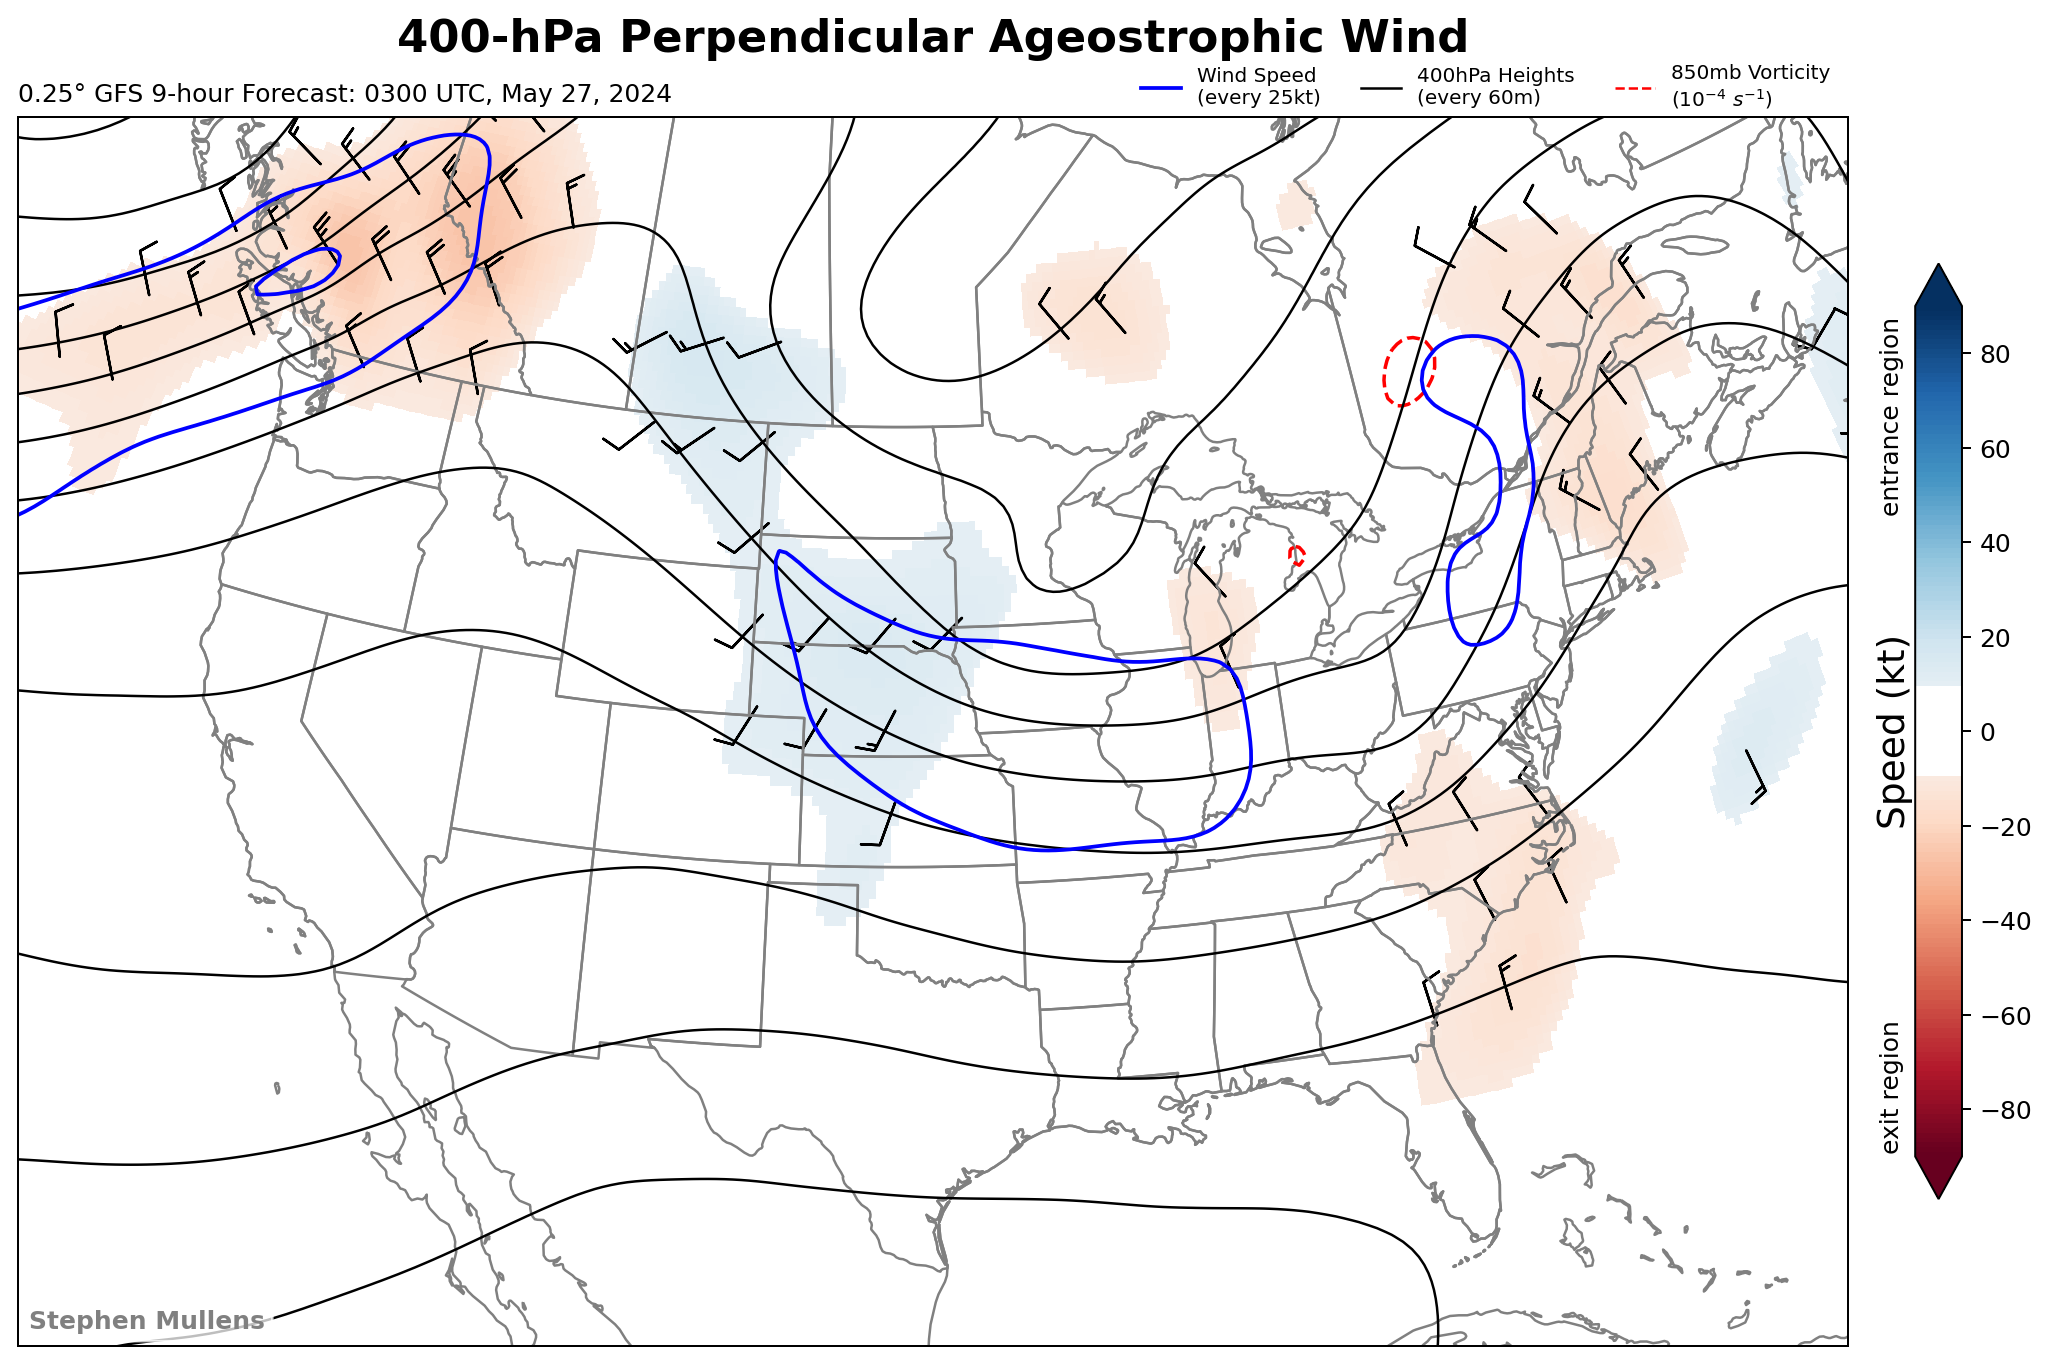 400-hPa Perpendicular Ageostrophic Wind
0.25° GFS 9-hour Forecast: 0300 UTC, May 27, 2024
Wind Speed
(every 25kt)
400hPa Heights
(every 60m)
850mb Vorticity
(10⁻⁴ s⁻¹)
entrance region
Speed (kt)
exit region
80
60
40
20
0
−20
−40
−60
−80
Stephen Mullens